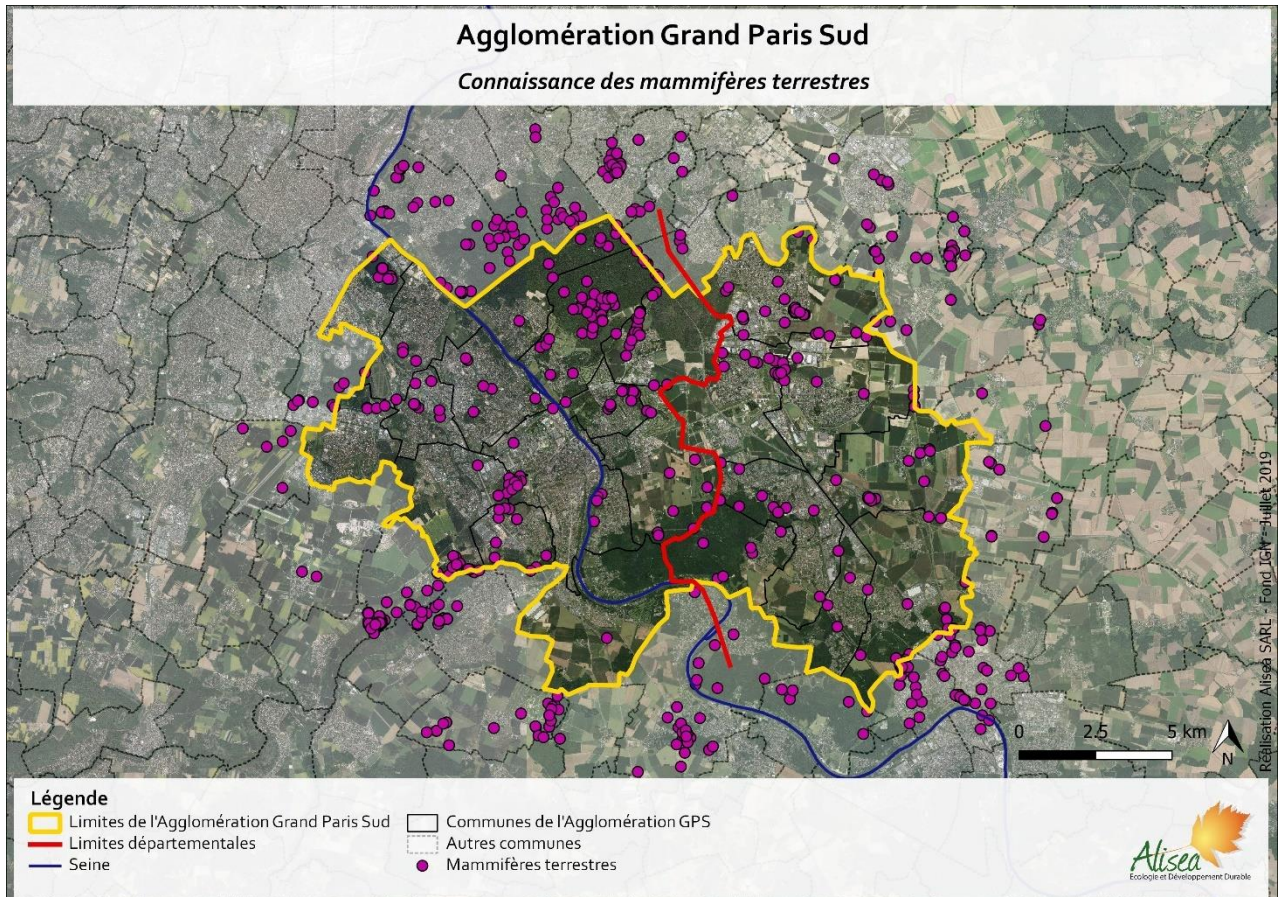 Agglomération Grand Paris Sud
Connaissance des mammifères terrestres
Réalisation Alisea SARL - Fond IGN - Juillet 2019
0 2.5 5 km
N
Légende
Limites de l'Agglomération Grand Paris Sud
Limites départementales
Seine
Communes de l'Agglomération GPS
Autres communes
Mammifères terrestres
Alisea
Ecologie et Développement Durable